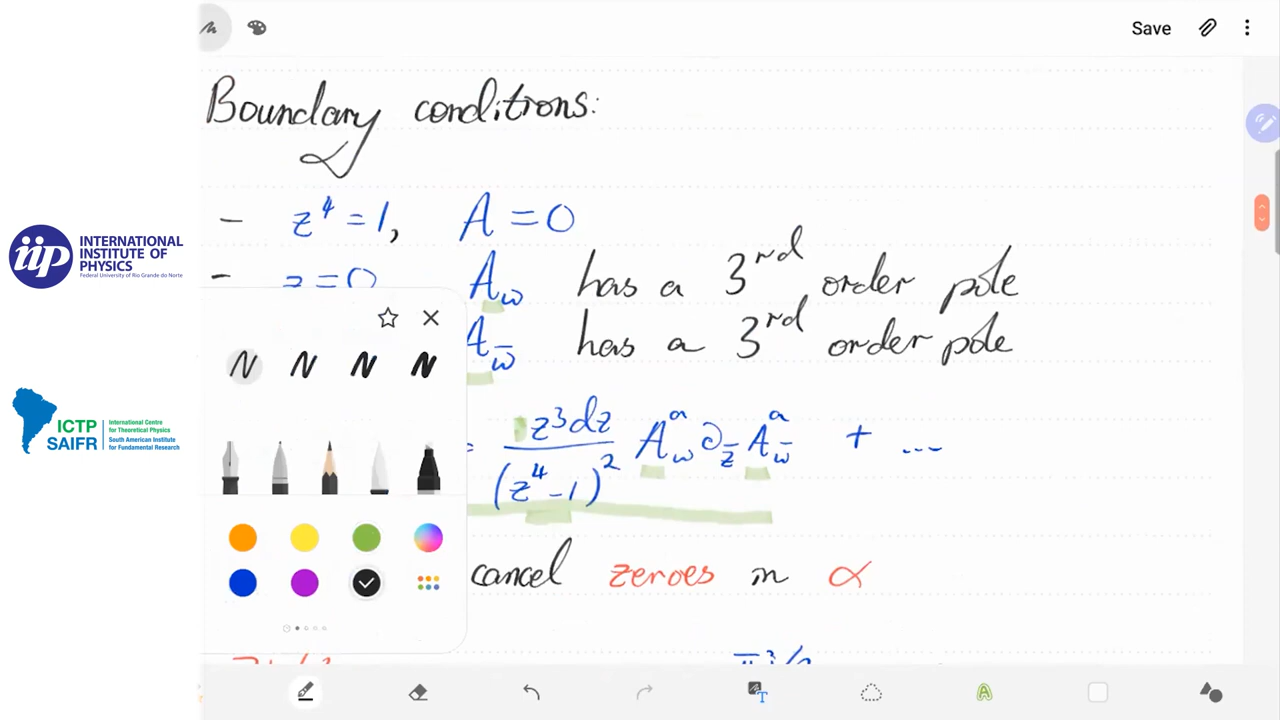 Save
Boundary conditions:
α
- z⁴ = 1, A = 0
- z = 0 A_w has a 3rd order pole
A_w̄ has a 3rd order pole
= z³dz / (z⁴ - 1)² A_w^a ∂_z̄ A_w̄^a + ...
cancel zeroes in α
iip INTERNATIONAL INSTITUTE OF PHYSICS
Federal University of Rio Grande do Norte
ICTP SAIFR
International Centre for Theoretical Physics
South American Institute for Fundamental Research